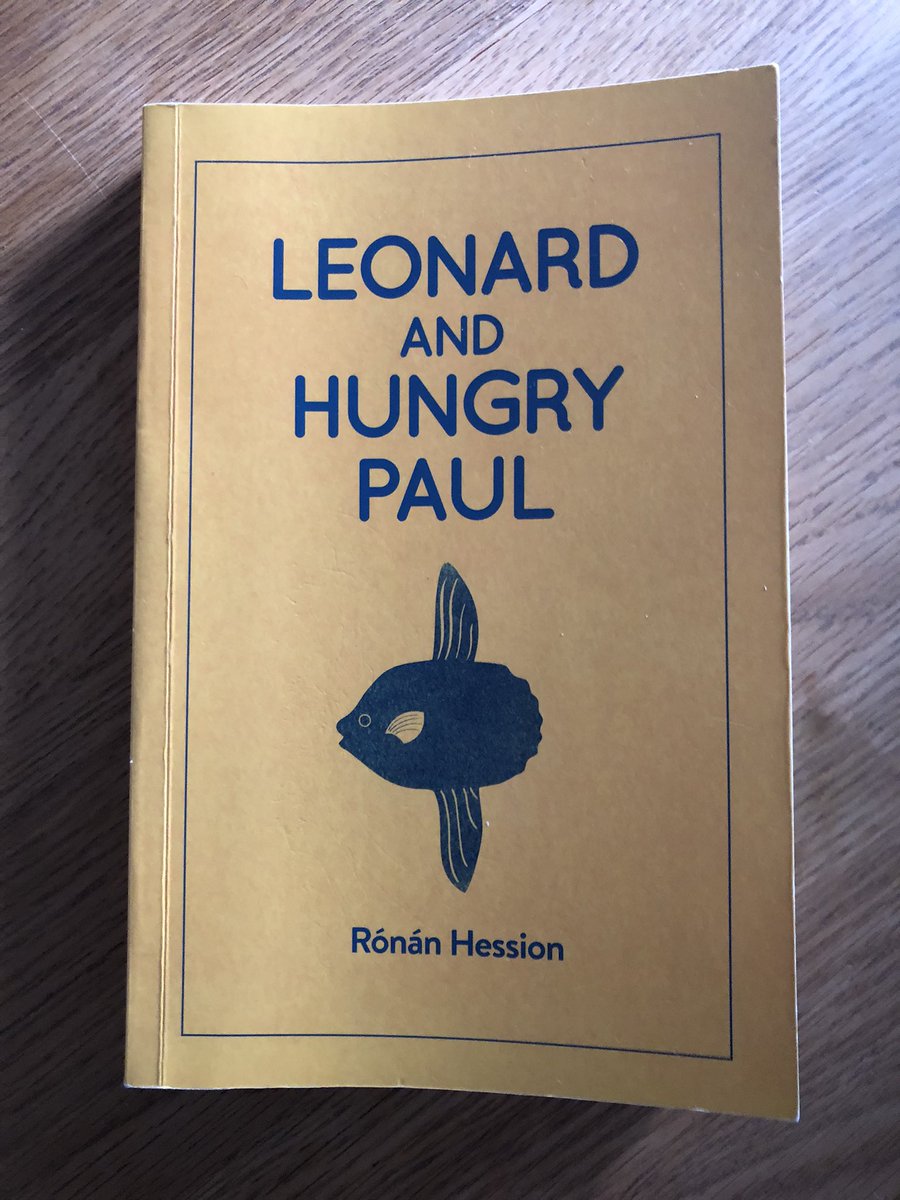 LEONARD
AND
HUNGRY
PAUL
Rónán Hession